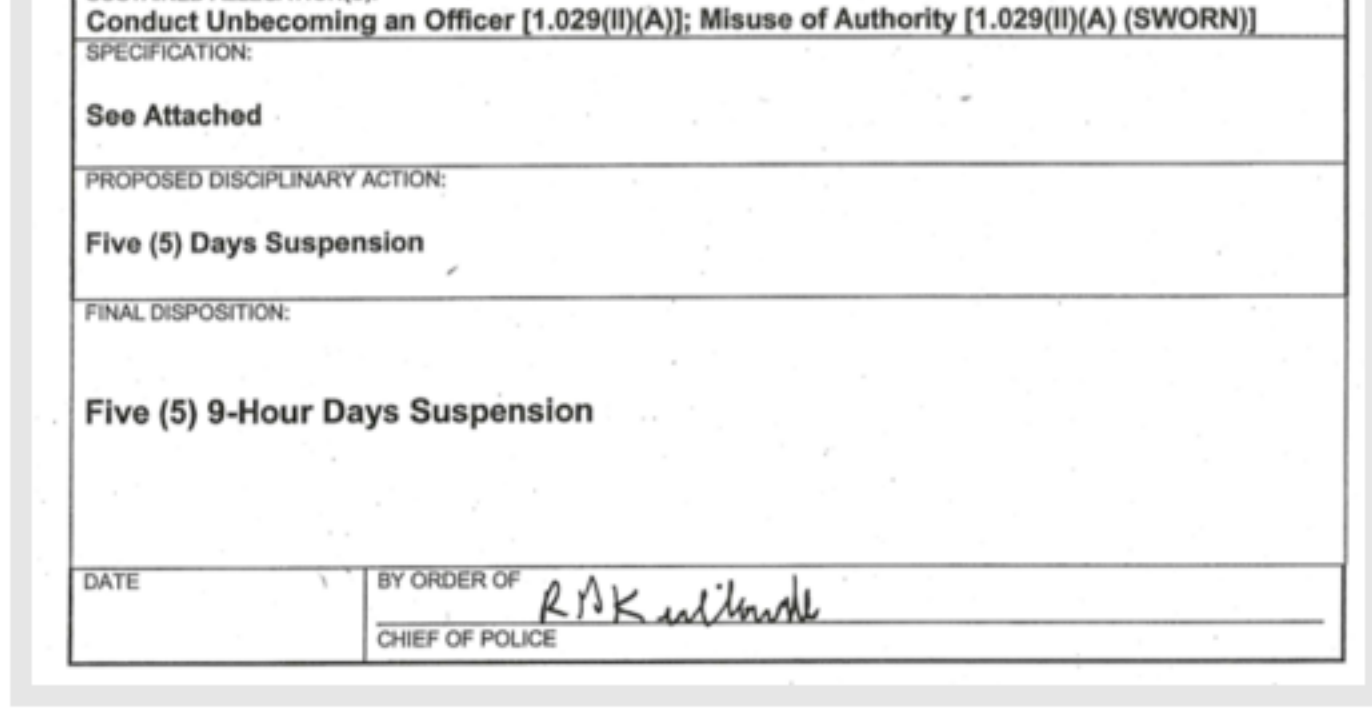 Conduct Unbecoming an Officer [1.029(II)(A)]; Misuse of Authority [1.029(II)(A) (SWORN)]
SPECIFICATION:
See Attached
PROPOSED DISCIPLINARY ACTION:
Five (5) Days Suspension
FINAL DISPOSITION:
Five (5) 9-Hour Days Suspension
DATE
BY ORDER OF
CHIEF OF POLICE